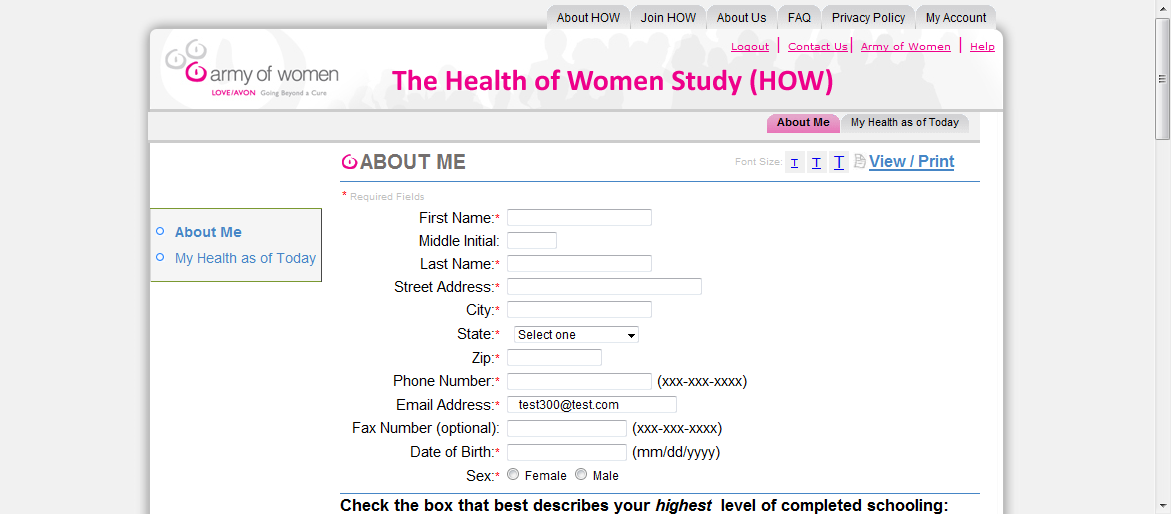 About HOW Join HOW About Us FAQ Privacy Policy My Account
Logout | Contact Us | Army of Women | Help
army of women
LOVE/AVON Going Beyond a Cure
The Health of Women Study (HOW)
About Me My Health as of Today
ABOUT ME
Font Size: T T T View / Print
* Required Fields
About Me
My Health as of Today
First Name:*
Middle Initial:
Last Name:*
Street Address:*
City:*
State:* Select one
Zip:*
Phone Number:* (xxx-xxx-xxxx)
Email Address:* test300@test.com
Fax Number (optional): (xxx-xxx-xxxx)
Date of Birth:* (mm/dd/yyyy)
Sex:* Female Male
Check the box that best describes your highest level of completed schooling: